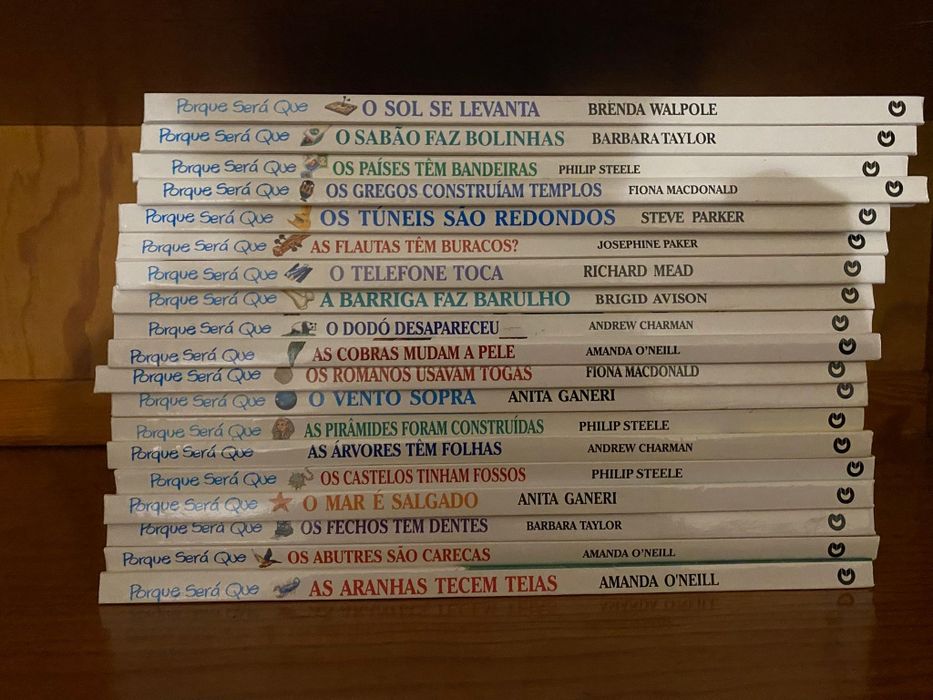 Porque Será Que O SOL SE LEVANTA BRENDA WALPOLE
Porque Será Que O SABÃO FAZ BOLINHAS BARBARA TAYLOR
Porque Será Que OS PAÍSES TÊM BANDEIRAS PHILIP STEELE
Porque Será Que OS GREGOS CONSTRUÍAM TEMPLOS FIONA MACDONALD
Porque Será Que OS TÚNEIS SÃO REDONDOS STEVE PARKER
Porque Será Que AS FLAUTAS TÊM BURACOS? JOSEPHINE PAKER
Porque Será Que O TELEFONE TOCA RICHARD MEAD
Porque Será Que A BARRIGA FAZ BARULHO BRIGID AVISON
Porque Será Que O DODÓ DESAPARECEU ANDREW CHARMAN
Porque Será Que AS COBRAS MUDAM A PELE AMANDA O'NEILL
Porque Será Que OS ROMANOS USAVAM TOGAS FIONA MACDONALD
Porque Será Que O VENTO SOPRA ANITA GANERI
Porque Será Que AS PIRÂMIDES FORAM CONSTRUÍDAS PHILIP STEELE
Porque Será Que AS ÁRVORES TÊM FOLHAS ANDREW CHARMAN
Porque Será Que OS CASTELOS TINHAM FOSSOS PHILIP STEELE
Porque Será Que O MAR É SALGADO ANITA GANERI
Porque Será Que OS FECHOS TEM DENTES BARBARA TAYLOR
Porque Será Que OS ABUTRES SÃO CARECAS AMANDA O'NEILL
Porque Será Que AS ARANHAS TECEM TEIAS AMANDA O'NEILL